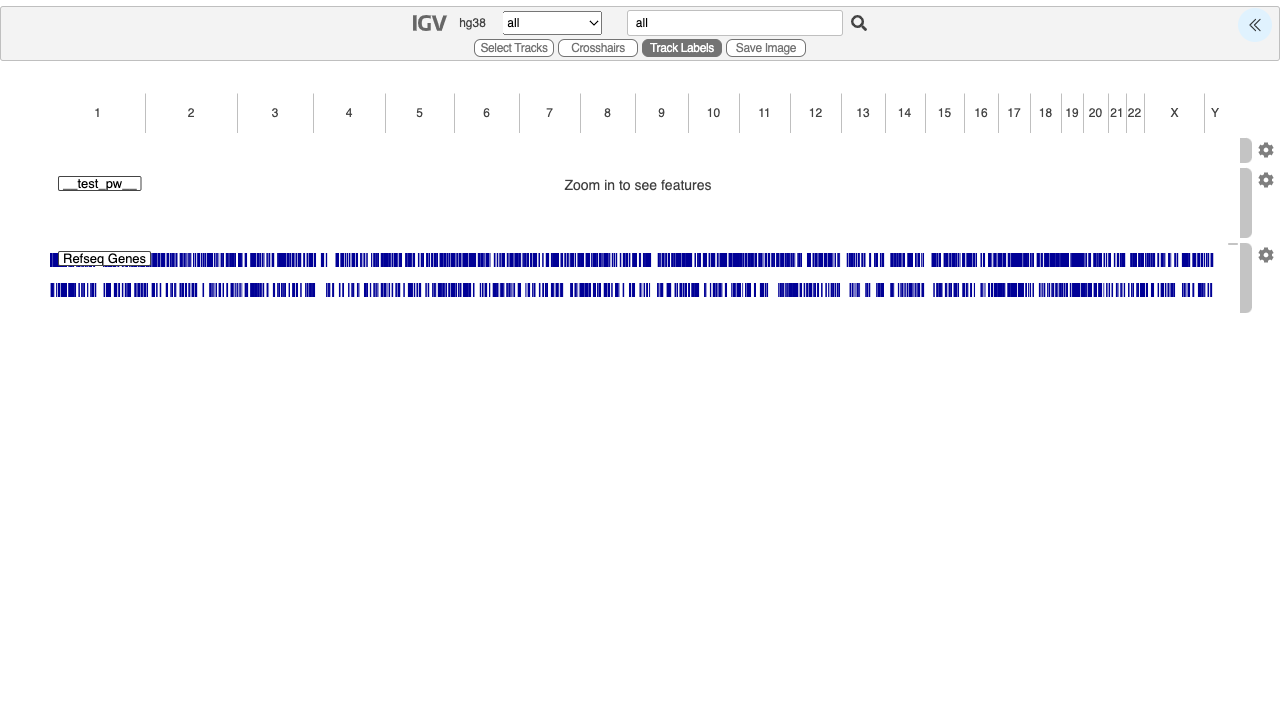 IGV hg38 all all
Select Tracks Crosshairs Track Labels Save Image
1 2 3 4 5 6 7 8 9 10 11 12 13 14 15 16 17 18 19 20 21 22 X Y
__test_pw__ Zoom in to see features
Refseq Genes